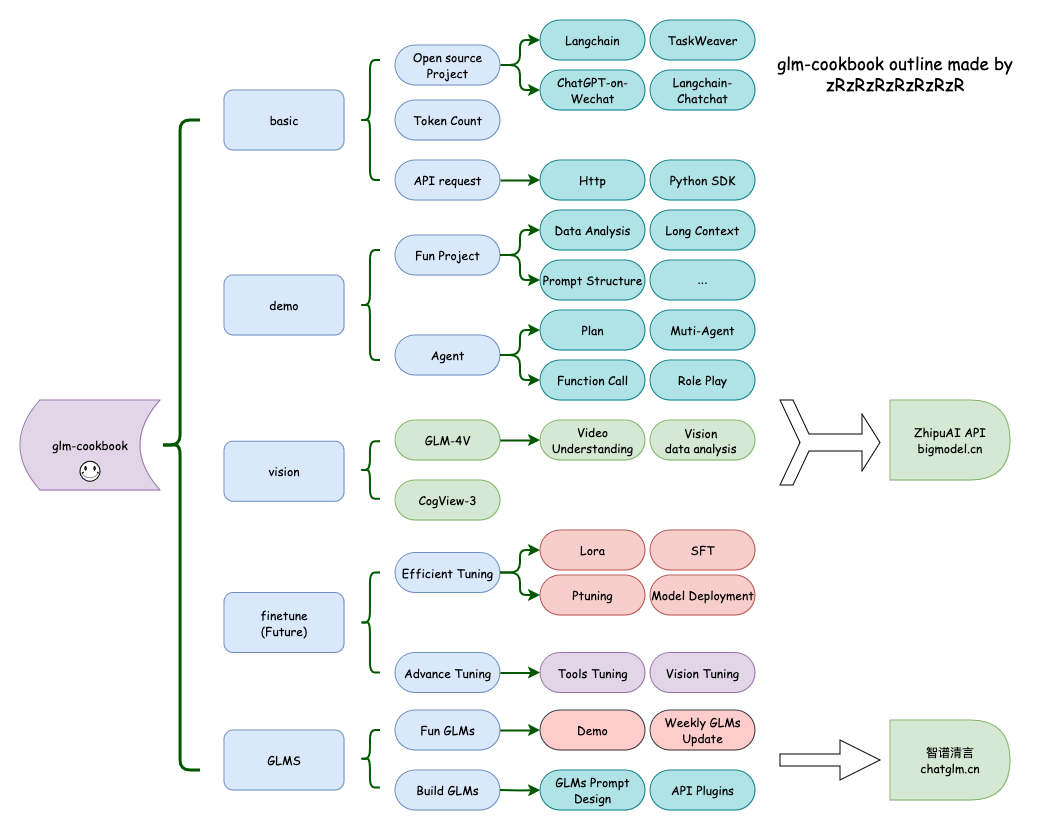 glm-cookbook outline made by
zRzRzRzRzRzRzR
glm-cookbook
basic
Open source
Project
Langchain
TaskWeaver
ChatGPT-on-
Wechat
Langchain-
Chatchat
Token Count
API request
Http
Python SDK
demo
Fun Project
Data Analysis
Long Context
Prompt Structure
...
Agent
Plan
Muti-Agent
Function Call
Role Play
vision
GLM-4V
Video
Understanding
Vision
data analysis
CogView-3
finetune
(Future)
Efficient Tuning
Lora
SFT
Ptuning
Model Deployment
Advance Tuning
Tools Tuning
Vision Tuning
GLMS
Fun GLMs
Demo
Weekly GLMs
Update
Build GLMs
GLMs Prompt
Design
API Plugins
ZhipuAI API
bigmodel.cn
智谱清言
chatglm.cn